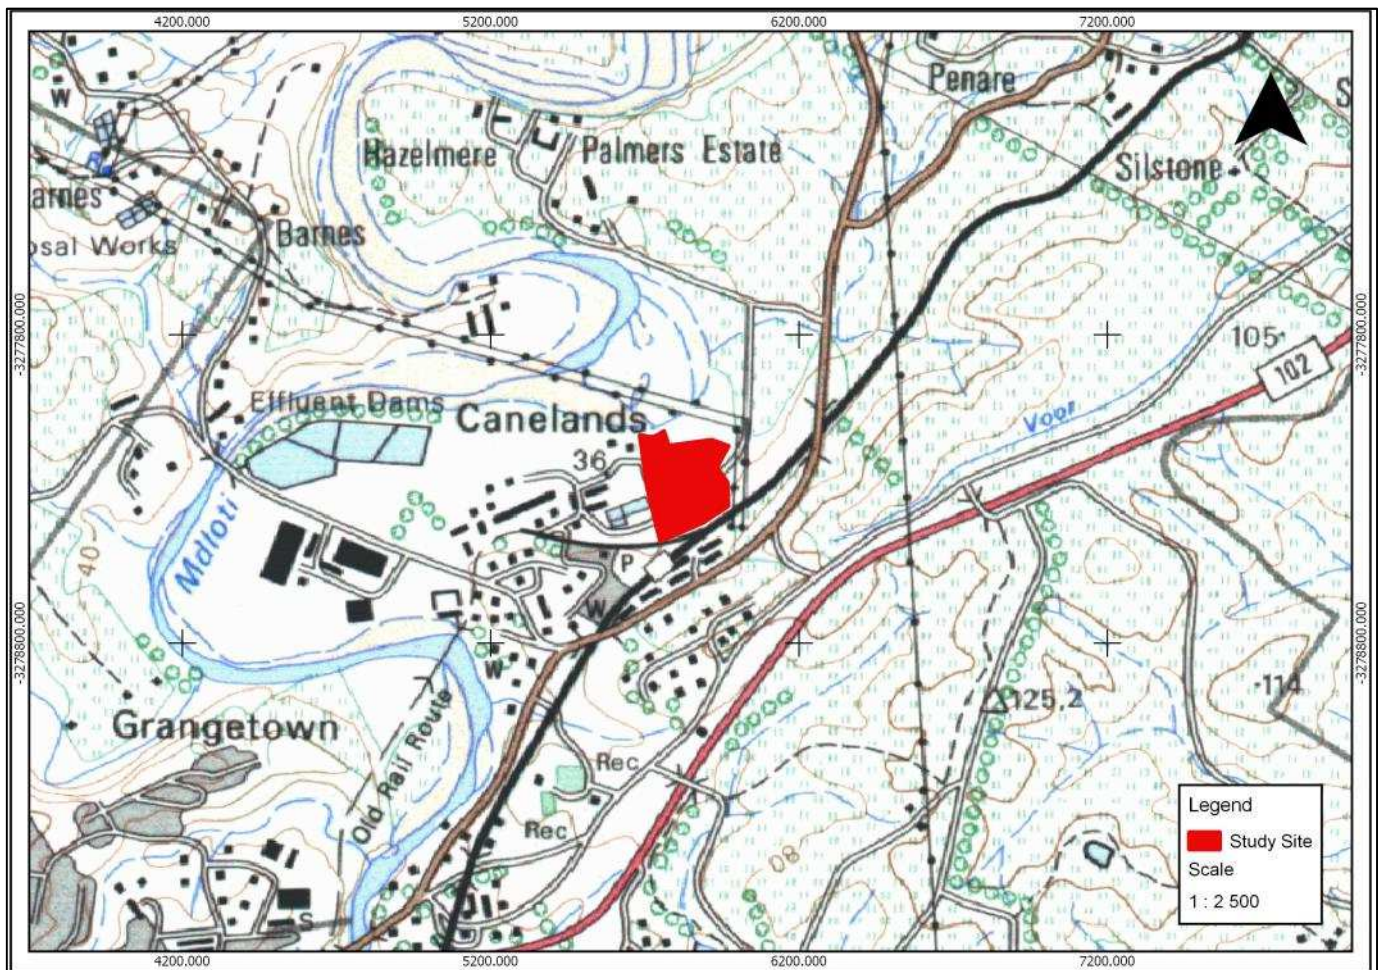 4200.000 5200.000 6200.000 7200.000
Penare
W
Hazelmere
Palmers Estate
Silstone
S
arnes
Barnes
osal Works
-3277800.000
-3277800.000
105
102
Effluent Dams
Canelands
Voor
36
Mdloti
40
P
W
-3278800.000
-3278800.000
W
125,2
114
Grangetown
Old Rail Route
Rec
Rec
80
S
Legend
Study Site
Scale
1 : 2 500
4200.000 5200.000 6200.000 7200.000